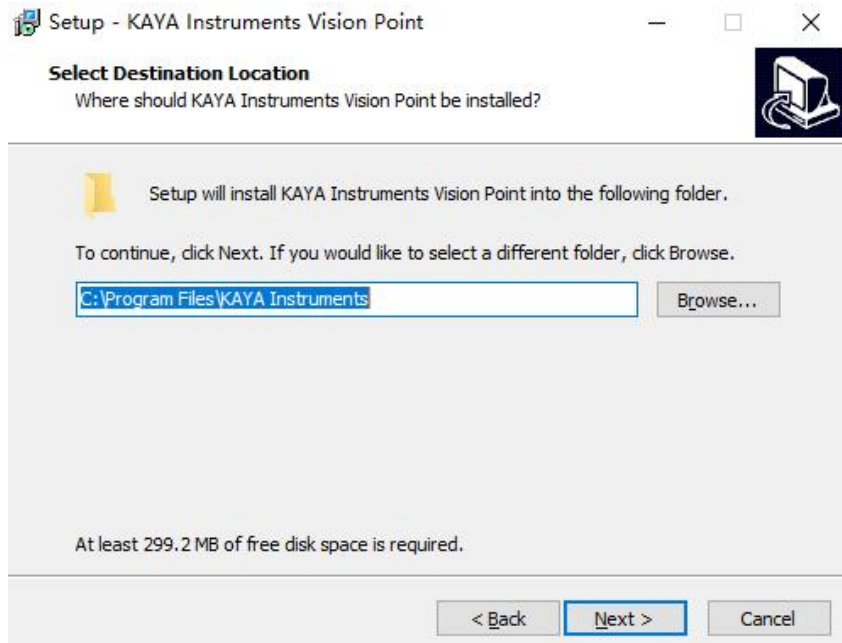 Setup - KAYA Instruments Vision Point
Select Destination Location
Where should KAYA Instruments Vision Point be installed?
Setup will install KAYA Instruments Vision Point into the following folder.
To continue, click Next. If you would like to select a different folder, click Browse.
C:\Program Files\KAYA Instruments
Browse...
At least 299.2 MB of free disk space is required.
< Back
Next >
Cancel